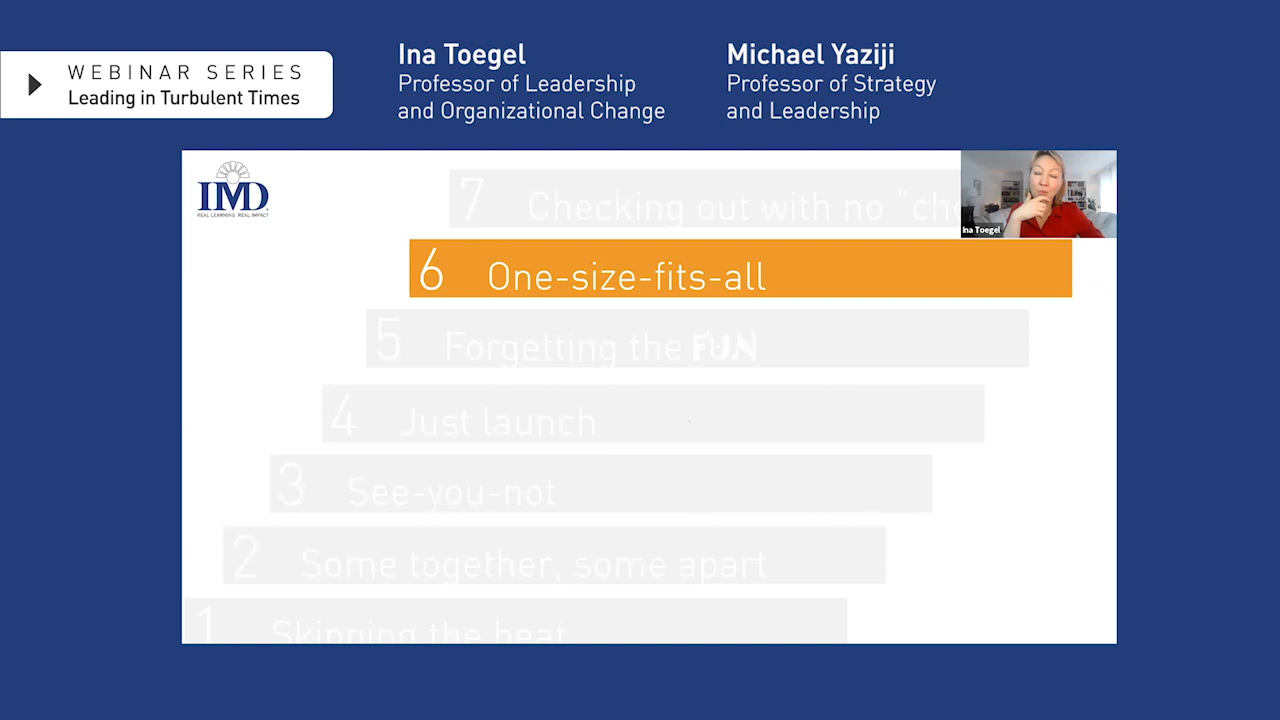 WEBINAR SERIES
Leading in Turbulent Times
Ina Toegel
Professor of Leadership
and Organizational Change
Michael Yaziji
Professor of Strategy
and Leadership
IMD
REAL LEARNING REAL IMPACT
7 Checking out with no "che
Ina Toegel
6 One-size-fits-all
5 Forgetting the FUN
4 Just launch
3 See-you-not
2 Some together, some apart
1 Skipping the beat